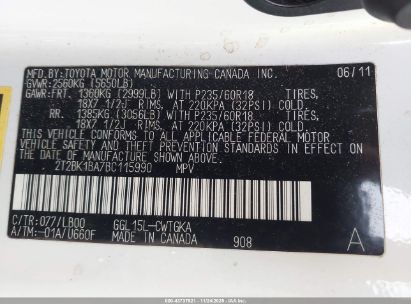 MFD.BY:TOYOTA MOTOR MANUFACTURING CANADA INC. 06/11
GVWR:2560KG (5650LB)
GAWR:FRT. 1360KG (2999LB)WITH P235/60R18 TIRES,
18X7 1/2J RIMS, AT 220KPA (32PSI) COLD.
RR. 1385KG (3056LB)WITH P235/60R18 TIRES,
18X7 1/2J RIMS, AT 220KPA (32PSI) COLD.
THIS VEHICLE CONFORMS TO ALL APPLICABLE FEDERAL MOTOR
VEHICLE SAFETY STANDARDS IN EFFECT ON THE DATE OF
MANUFACTURE SHOWN ABOVE.
2T2BK1BA7BC115990 MPV
C/TR:077/LB00 GGL15L-CWTGKA
A/TM:-01A/U660F MADE IN CANADA 908 A